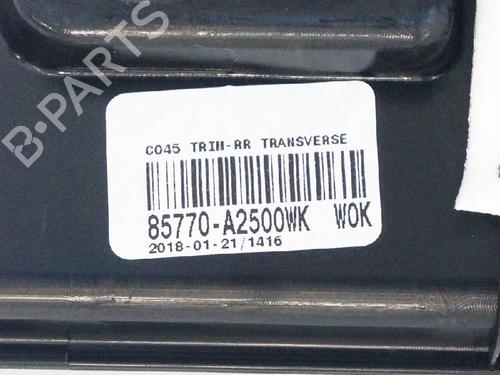 B-PARTS
C045 TRIM-RR TRANSVERSE
85770-A2500WK WOK
2018-01-21/1416